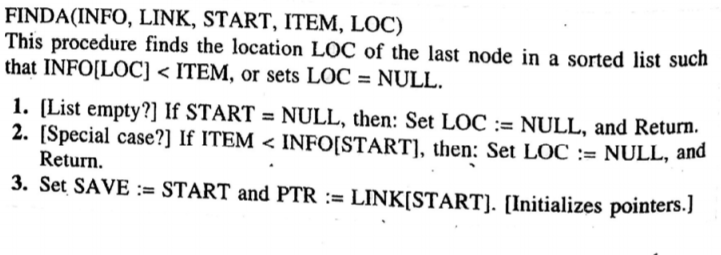 FINDA(INFO, LINK, START, ITEM, LOC)
This procedure finds the location LOC of the last node in a sorted list such
that INFO[LOC] < ITEM, or sets LOC = NULL.
1. [List empty?] If START = NULL, then: Set LOC := NULL, and Return.
2. [Special case?] If ITEM < INFO[START], then: Set LOC := NULL, and
Return.
3. Set SAVE := START and PTR := LINK[START]. [Initializes pointers.]